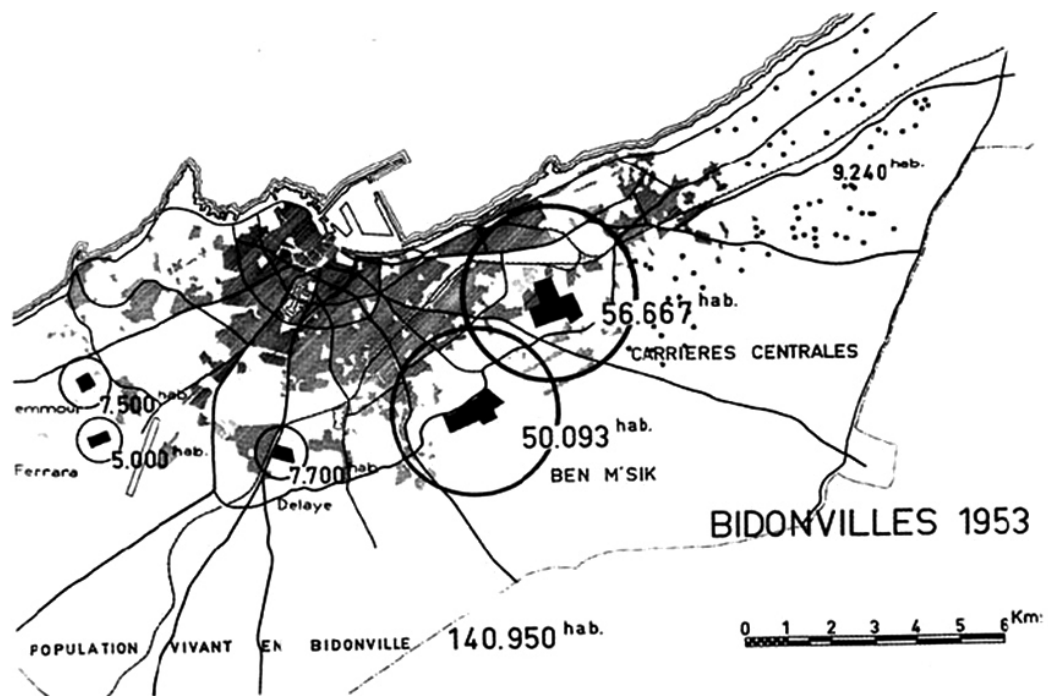 9.240 hab.
56.667 hab.
CARRIERES CENTRALES
emmour
7.500 hab.
5.000 hab.
Ferrara
7.700 hab
Delaye
50.093 hab.
BEN M'SIK
BIDONVILLES 1953
POPULATION VIVANT EN BIDONVILLE 140.950 hab.
0 1 2 3 4 5 6 Km